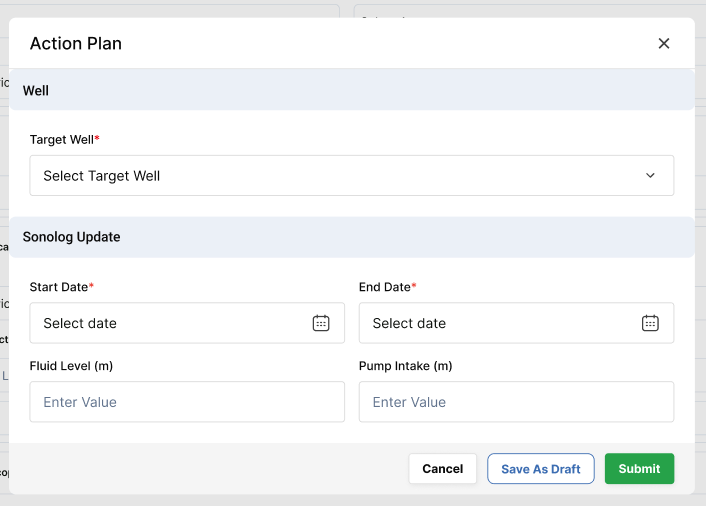 Action Plan
Well
Target Well*
Select Target Well
Sonolog Update
Start Date*
End Date*
Select date
Select date
Fluid Level (m)
Pump Intake (m)
Enter Value
Enter Value
Cancel
Save As Draft
Submit